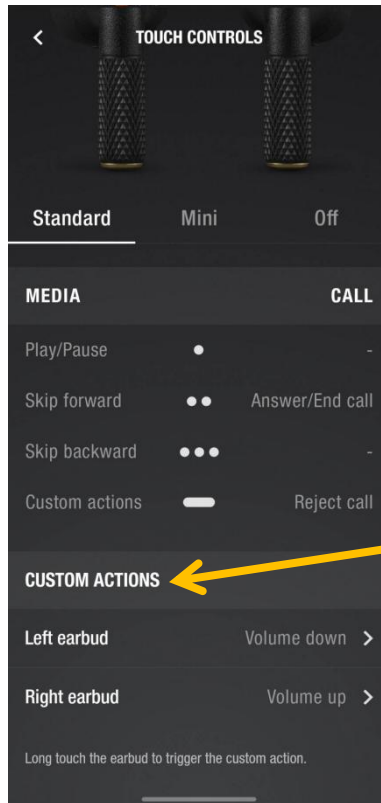 TOUCH CONTROLS
Standard Mini Off
MEDIA CALL
Play/Pause -
Skip forward Answer/End call
Skip backward -
Custom actions Reject call
CUSTOM ACTIONS
Left earbud Volume down
Right earbud Volume up
Long touch the earbud to trigger the custom action.